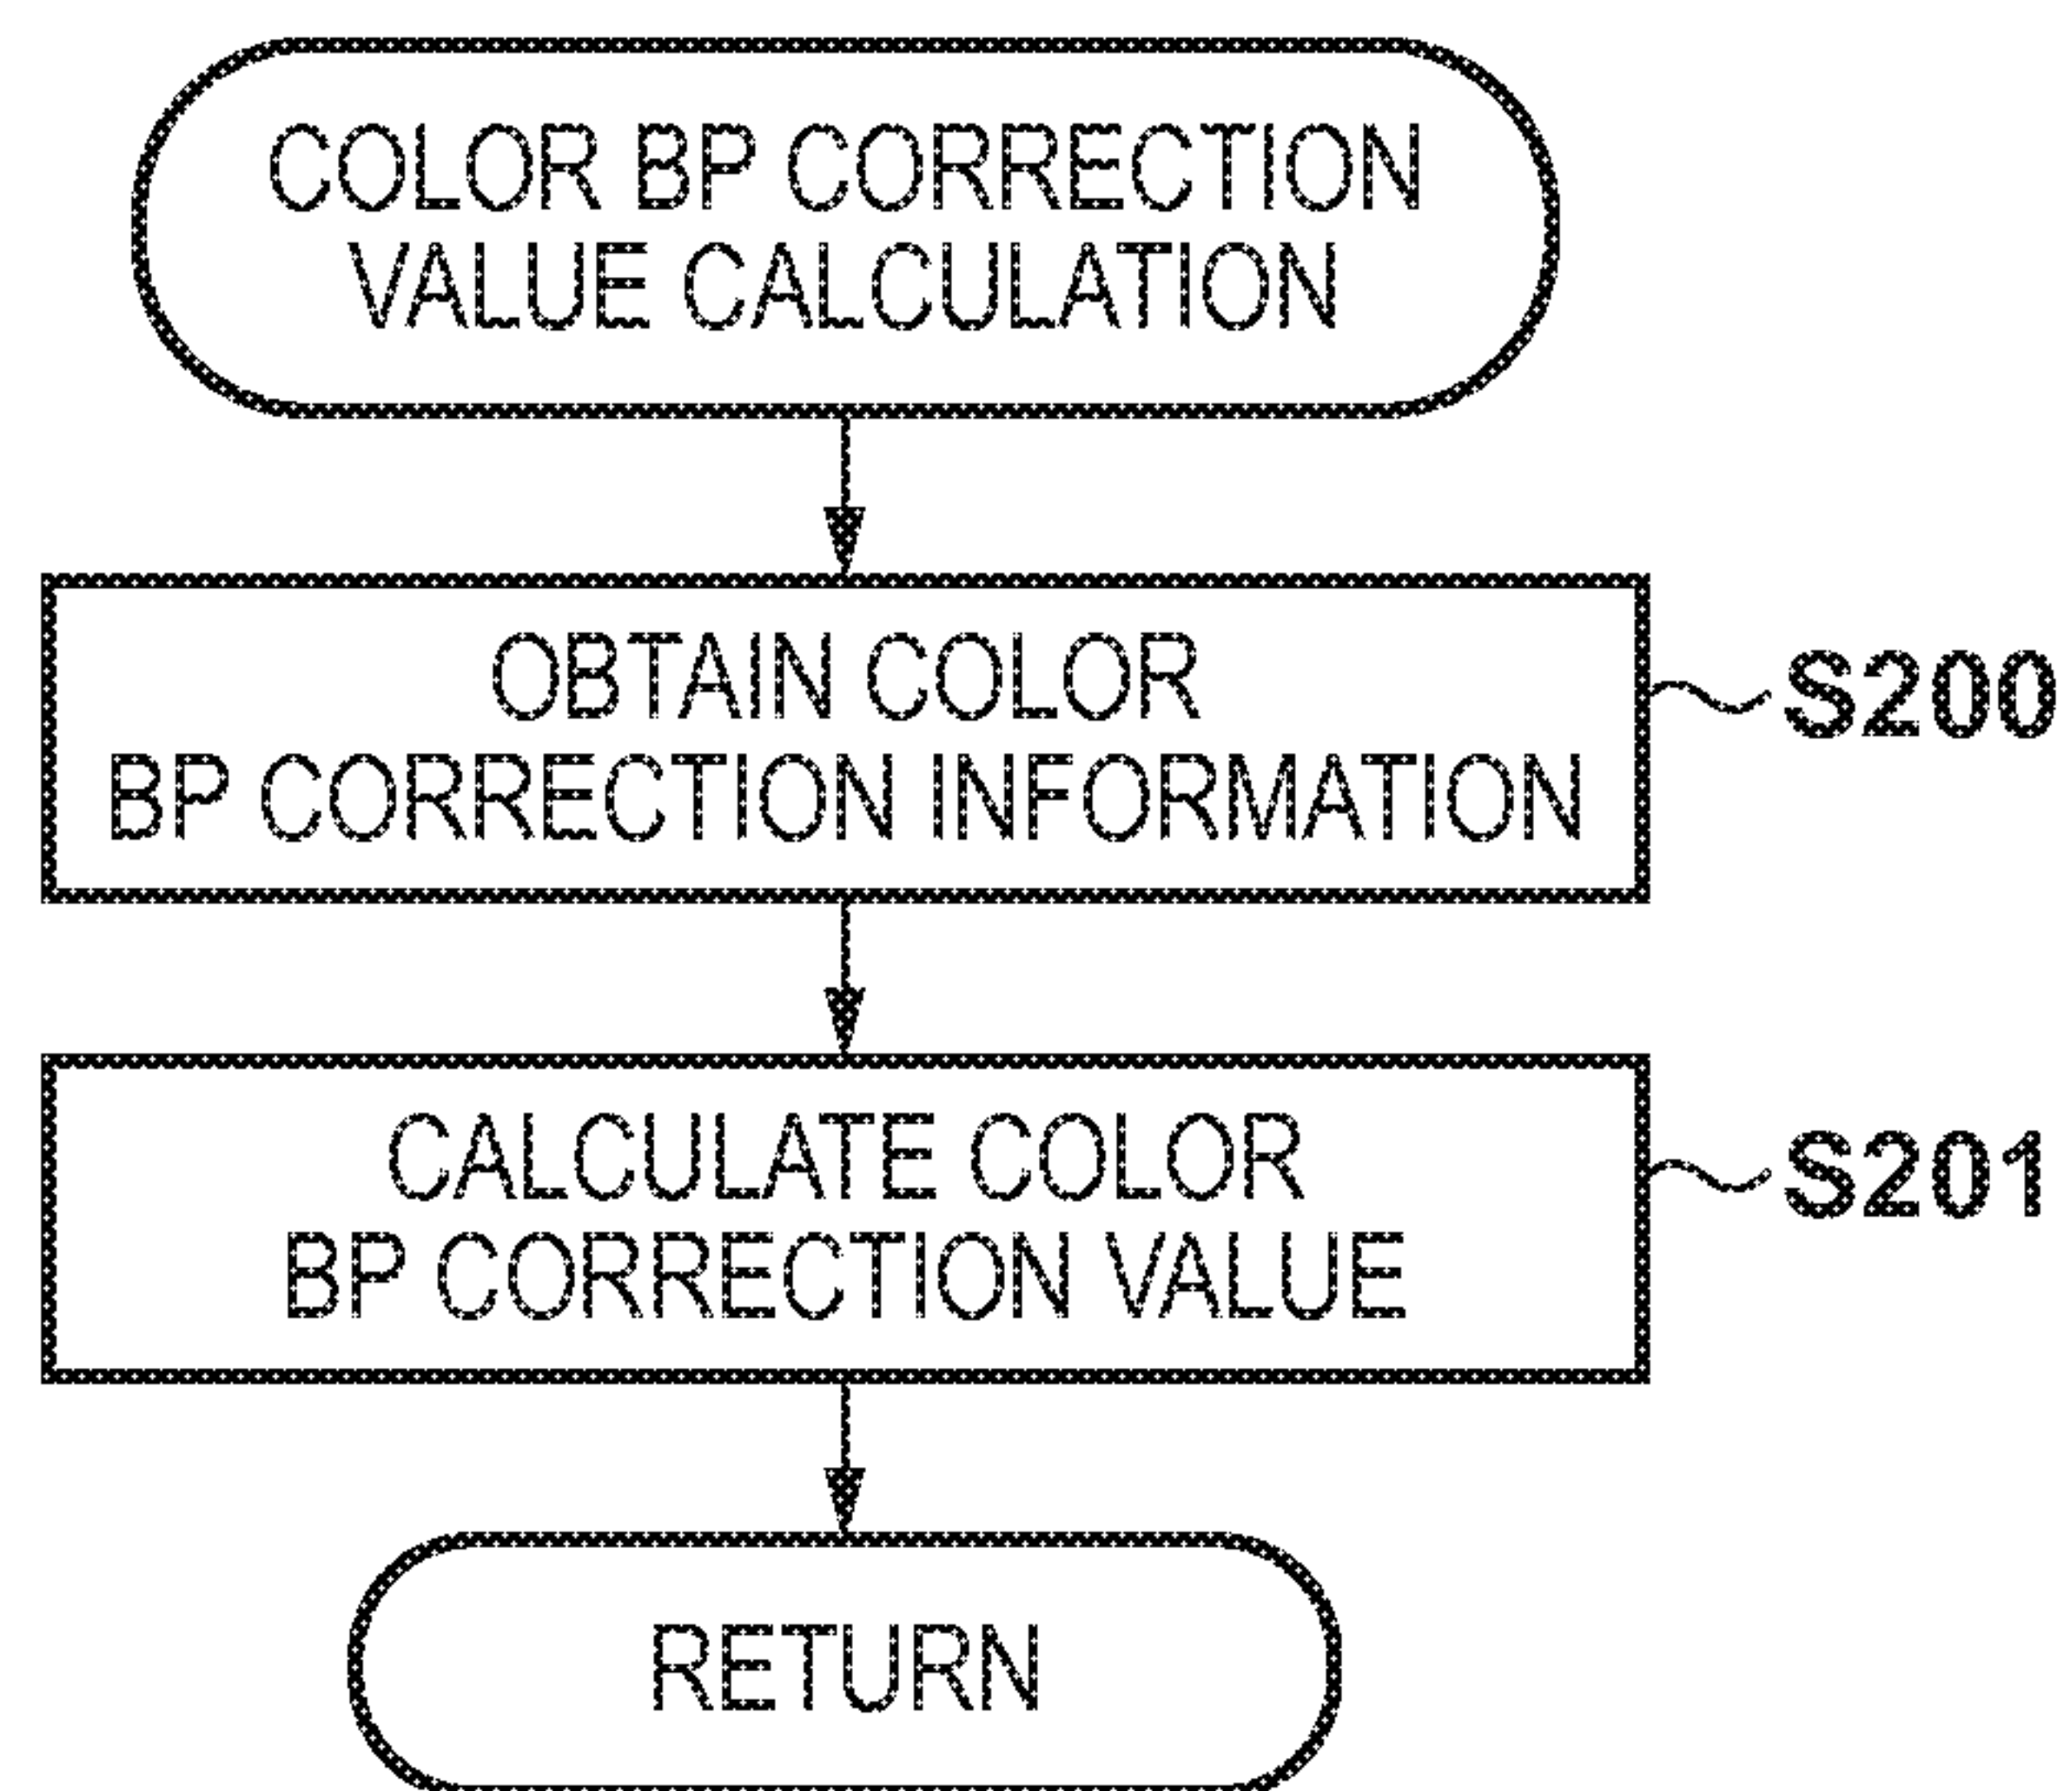 COLOR BP CORRECTION
VALUE CALCULATION
OBTAIN COLOR
BP CORRECTION INFORMATION
S200
CALCULATE COLOR
BP CORRECTION VALUE
S201
RETURN